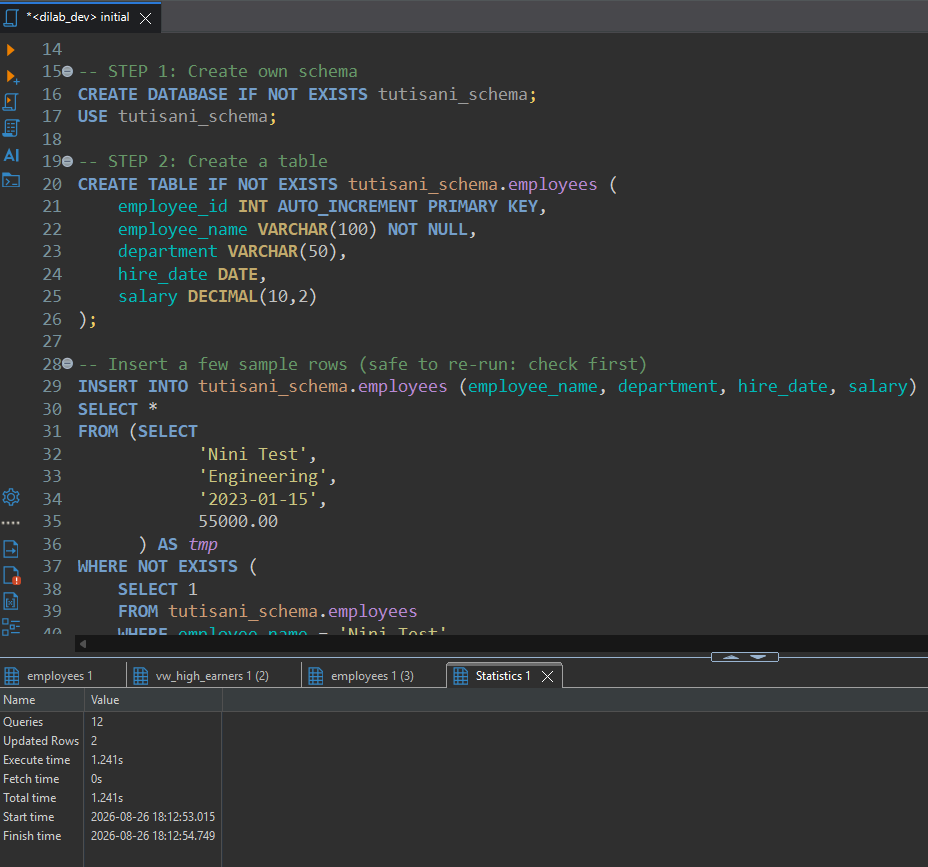 *<dilab_dev> initial
14
15 -- STEP 1: Create own schema
16 CREATE DATABASE IF NOT EXISTS tutisani_schema;
17 USE tutisani_schema;
18
19 -- STEP 2: Create a table
20 CREATE TABLE IF NOT EXISTS tutisani_schema.employees (
21 employee_id INT AUTO_INCREMENT PRIMARY KEY,
22 employee_name VARCHAR(100) NOT NULL,
23 department VARCHAR(50),
24 hire_date DATE,
25 salary DECIMAL(10,2)
26 );
27
28 -- Insert a few sample rows (safe to re-run: check first)
29 INSERT INTO tutisani_schema.employees (employee_name, department, hire_date, salary)
30 SELECT *
31 FROM (SELECT
32 'Nini Test',
33 'Engineering',
34 '2023-01-15',
35 55000.00
36 ) AS tmp
37 WHERE NOT EXISTS (
38 SELECT 1
39 FROM tutisani_schema.employees
40 WHERE employee_name = 'Nini Test'
AI
employees 1 vw_high_earners 1 (2) employees 1 (3) Statistics 1
Name Value
Queries 12
Updated Rows 2
Execute time 1.241s
Fetch time 0s
Total time 1.241s
Start time 2026-08-26 18:12:53.015
Finish time 2026-08-26 18:12:54.749